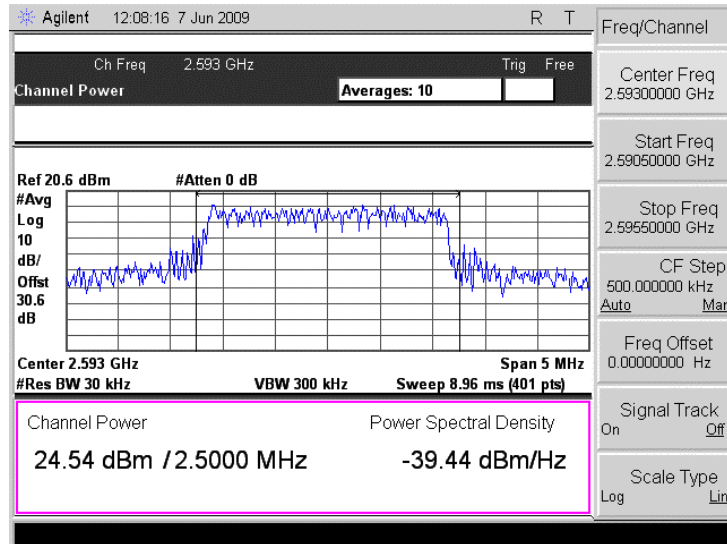 Agilent 12:08:16 7 Jun 2009 R T
Freq/Channel
Ch Freq 2.593 GHz Trig Free
Channel Power Averages: 10
Center Freq
2.59300000 GHz
Start Freq
2.59050000 GHz
Stop Freq
2.59550000 GHz
CF Step
500.000000 kHz
Auto Man
Freq Offset
0.00000000 Hz
Signal Track
On Off
Scale Type
Log Lin
Ref 20.6 dBm #Atten 0 dB
#Avg
Log
10
dB/
Offst
30.6
dB
Center 2.593 GHz Span 5 MHz
#Res BW 30 kHz VBW 300 kHz Sweep 8.96 ms (401 pts)
Channel Power Power Spectral Density
24.54 dBm / 2.5000 MHz -39.44 dBm/Hz